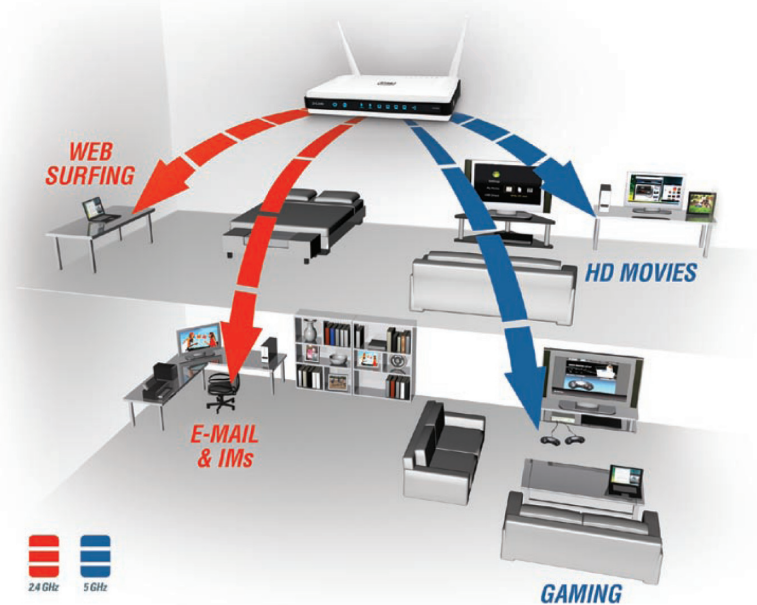 WEB
SURFING
HD MOVIES
E-MAIL
& IMs
2.4 GHz
5 GHz
GAMING